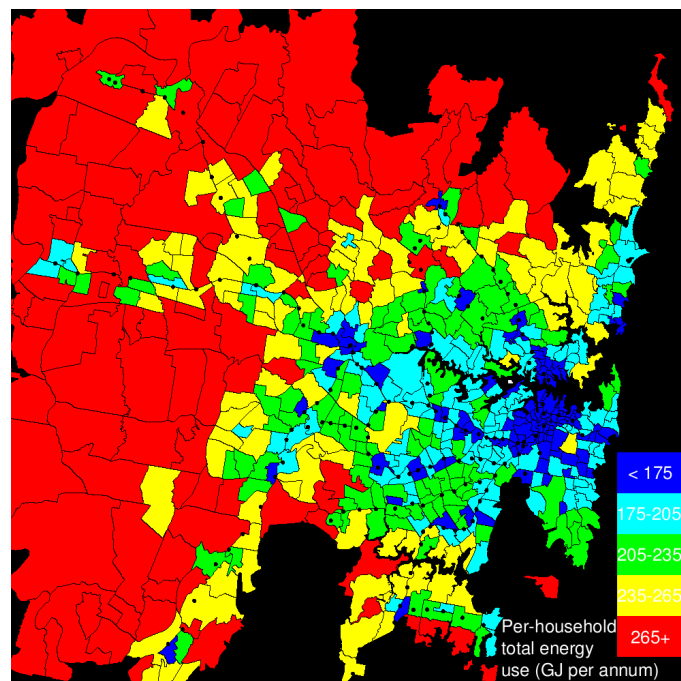 < 175
175-205
205-235
235-265
265+
Per-household
total energy
use (GJ per annum)